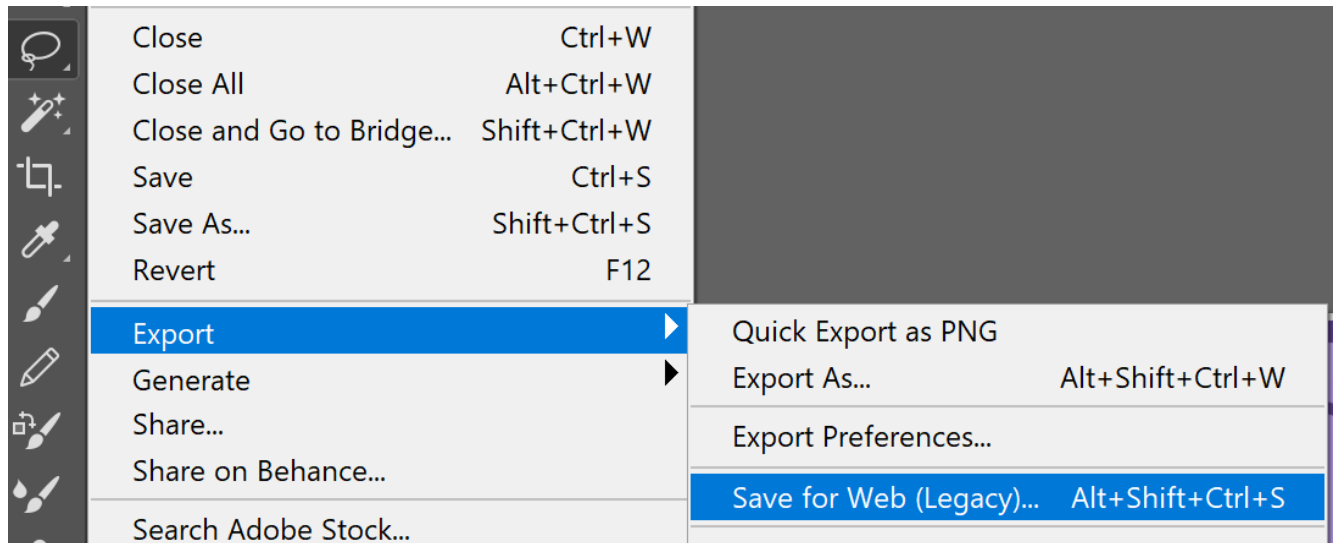 Close Ctrl+W
Close All Alt+Ctrl+W
Close and Go to Bridge... Shift+Ctrl+W
Save Ctrl+S
Save As... Shift+Ctrl+S
Revert F12
Export
Generate
Share...
Share on Behance...
Search Adobe Stock...
Quick Export as PNG
Export As... Alt+Shift+Ctrl+W
Export Preferences...
Save for Web (Legacy)... Alt+Shift+Ctrl+S